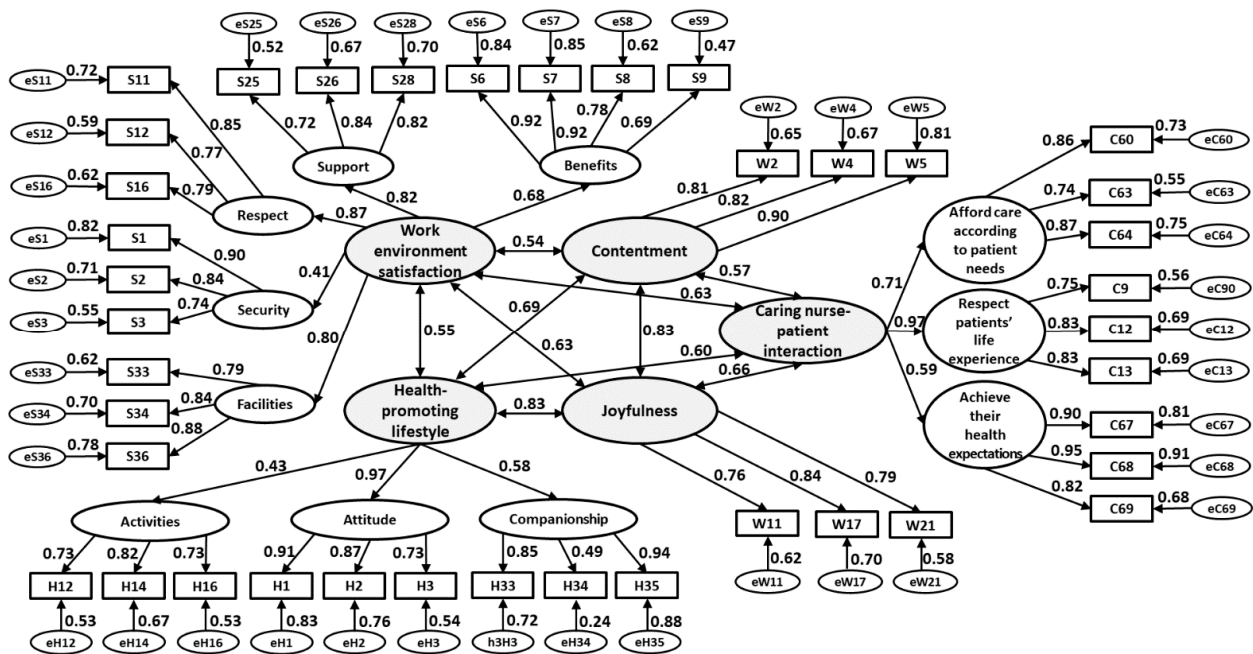 eS25
eS26
eS28
eS6
eS7
eS8
eS9
0.52
0.67
0.70
0.84
0.85
0.62
0.47
eS11
0.72
S11
S25
S26
S28
S6
S7
S8
S9
eW2
eW4
eW5
0.65
0.67
0.81
eS12
0.59
S12
0.85
0.72
0.84
0.82
0.92
0.92
0.78
0.69
W2
W4
W5
0.86
C60
0.73
eC60
0.77
Support
Benefits
eS16
0.62
S16
0.79
0.82
0.68
0.81
0.82
0.90
0.74
C63
0.55
eC63
Respect
0.87
Afford care
according
to patient
needs
0.87
C64
0.75
eC64
eS1
0.82
S1
0.90
Work
environment
satisfaction
0.54
Contentment
eS2
0.71
S2
0.84
0.41
0.57
0.71
0.75
C9
0.56
eC90
eS3
0.55
S3
0.74
Security
0.69
0.63
Caring nurse-
patient
interaction
0.97
Respect
patients'
life
experience
0.83
C12
0.69
eC12
0.80
0.55
0.63
0.83
0.60
0.83
C13
0.69
eC13
eS33
0.62
S33
0.79
0.66
0.59
eS34
0.70
S34
0.84
Facilities
Health-
promoting
lifestyle
0.83
Joyfulness
Achieve
their
health
expectations
0.90
C67
0.81
eC67
eS36
0.78
S36
0.88
0.95
C68
0.91
eC68
0.43
0.97
0.58
0.76
0.84
0.79
0.82
C69
0.68
eC69
Activities
Attitude
Companionship
W11
W17
W21
0.73
0.82
0.73
0.91
0.87
0.73
0.85
0.49
0.94
0.62
0.70
0.58
H12
H14
H16
H1
H2
H3
H33
H34
H35
eW11
eW17
eW21
0.53
0.67
0.53
0.83
0.76
0.54
0.72
0.24
0.88
eH12
eH14
eH16
eH1
eH2
eH3
h3H3
eH34
eH35